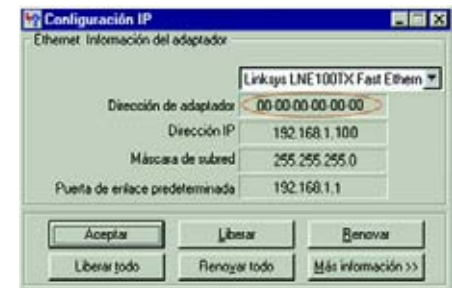 Configuración IP
Ethernet Información del adaptador
Linksys LNE100TX Fast Ethern
Dirección de adaptador 00-00-00-00-00-00
Dirección IP 192.168.1.100
Máscara de subred 255.255.255.0
Puerta de enlace predeterminada 192.168.1.1
Aceptar Liberar Renovar
Liberar todo Renovar todo Más información >>